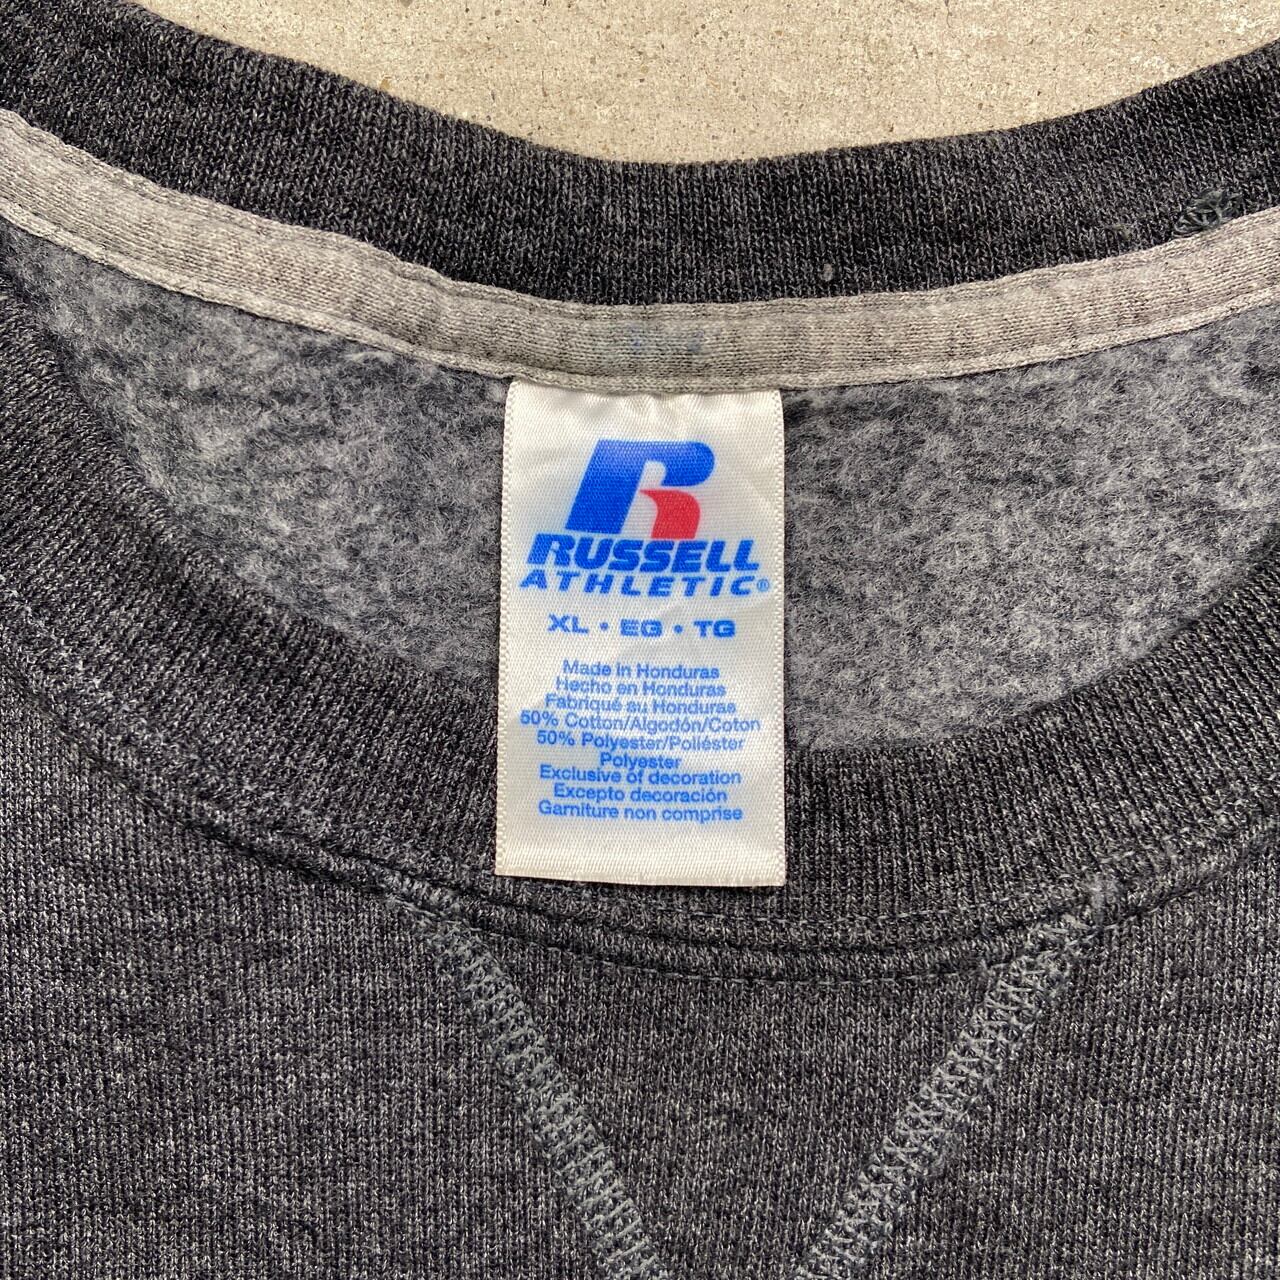 R
RUSSELL
ATHLETIC®
XL • EG • TG
Made in Honduras
Hecho en Honduras
Fabriqué au Honduras
50% Cotton/Algodón/Coton
50% Polyester/Poliéster
Polyester
Exclusive of decoration
Excepto decoración
Garniture non comprise